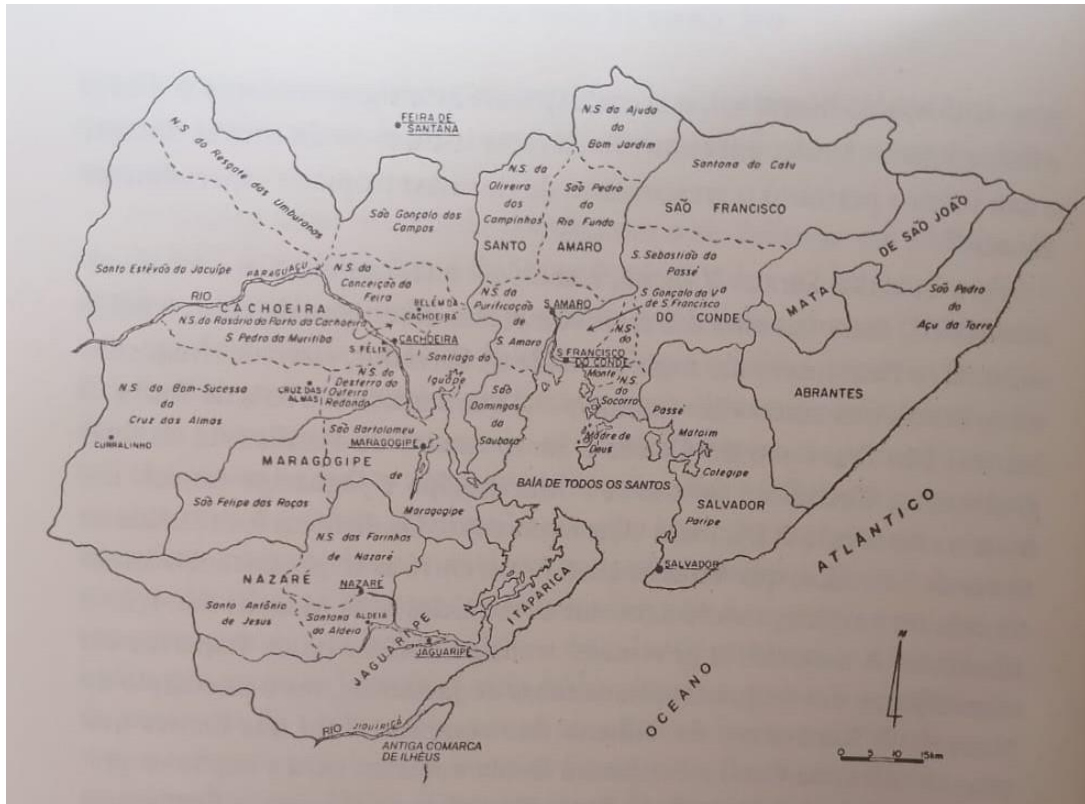 N.S. da Ajuda
do
Bom Jardim
FEIRA DE
SANTANA
N.S. do Resgate das Umburanas
Santana do Catu
N.S. da
Oliveira
dos
Campinhos
São Pedro
do
Rio Fundo
SÃO FRANCISCO
DE SÃO JOÃO
São Gonçalo dos
Campos
SANTO
AMARO
S. Sebastião do
Passé
Santo Estêvão do Jacuípe
PARAGUAÇU
RIO
N.S. da
Conceição da
Feira
BELÉM DA
CACHOEIRA
N.S. da
Purificação
de
S. Amaro
S. AMARO
S. Gonçalo da Vª
de S. Francisco
DO CONDE
MATA
São Pedro
do
Açu da Torre
CACHOEIRA
N.S. do Rosário do Porto da Cachoeira
S. Pedro da Muritiba
S. FÉLIX
CACHOEIRA
Santiago do
Iguape
N.S.
do
Monte
S. FRANCISCO
DO CONDE
N.S. do Bom-Sucesso
da
Cruz das Almas
CRUZ DAS
ALMAS
N.S. do
Desterro do
Outeiro
Redondo
São
Domingos
da
Saubara
N.S.
do
Socorro
ABRANTES
CURRALINHO
São Bartolomeu
MARAGOGIPE
MARAGOGIPE
de
Maragogipe
Madre de
Deus
Passé
Matoim
Cotegipe
BAÍA DE TODOS OS SANTOS
SALVADOR
Paripe
São Felipe das Roças
N.S. das Farinhas
de Nazaré
NAZARÉ
NAZARÉ
SALVADOR
ITAPARICA
Santo Antônio
de Jesus
Santana
da Aldeia
ALDEIA
JAGUARIPE
JAGUARIPE
OCEANO ATLÂNTICO
N
RIO JIQUIRIÇÁ
ANTIGA COMARCA
DE ILHÉUS
0 5 10 15km